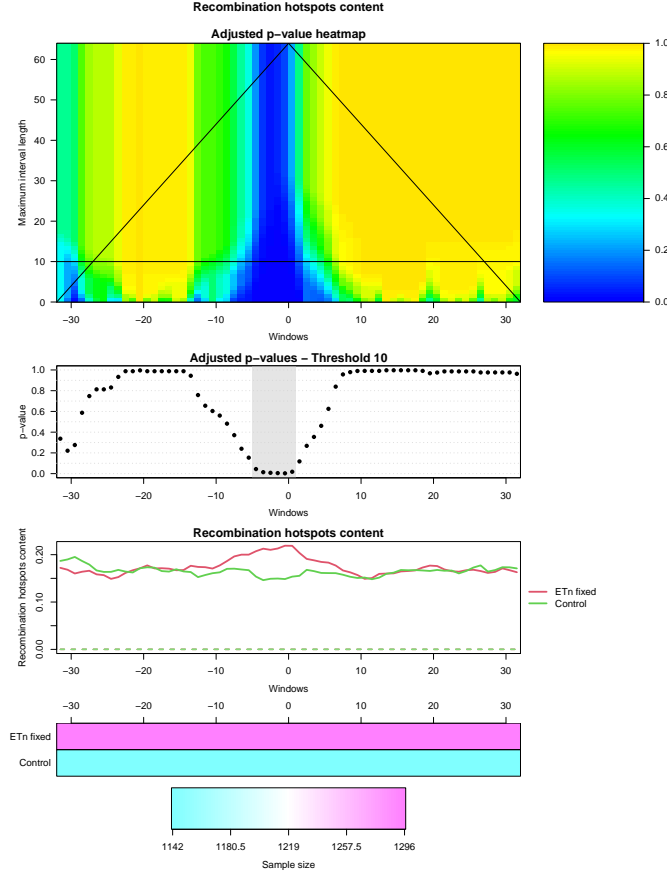 Recombination hotspots content
Adjusted p−value heatmap
Maximum interval length
0 10 20 30 40 50 60
−30 −20 −10 0 10 20 30
Windows
0.0 0.2 0.4 0.6 0.8 1.0
Adjusted p−values − Threshold 10
p−value
0.0 0.2 0.4 0.6 0.8 1.0
−30 −20 −10 0 10 20 30
Windows
Recombination hotspots content
Recombination hotspots content
0.00 0.10 0.20
−30 −20 −10 0 10 20 30
Windows
ETn fixed
Control
−30 −20 −10 0 10 20 30
ETn fixed
Control
1142 1180.5 1219 1257.5 1296
Sample size